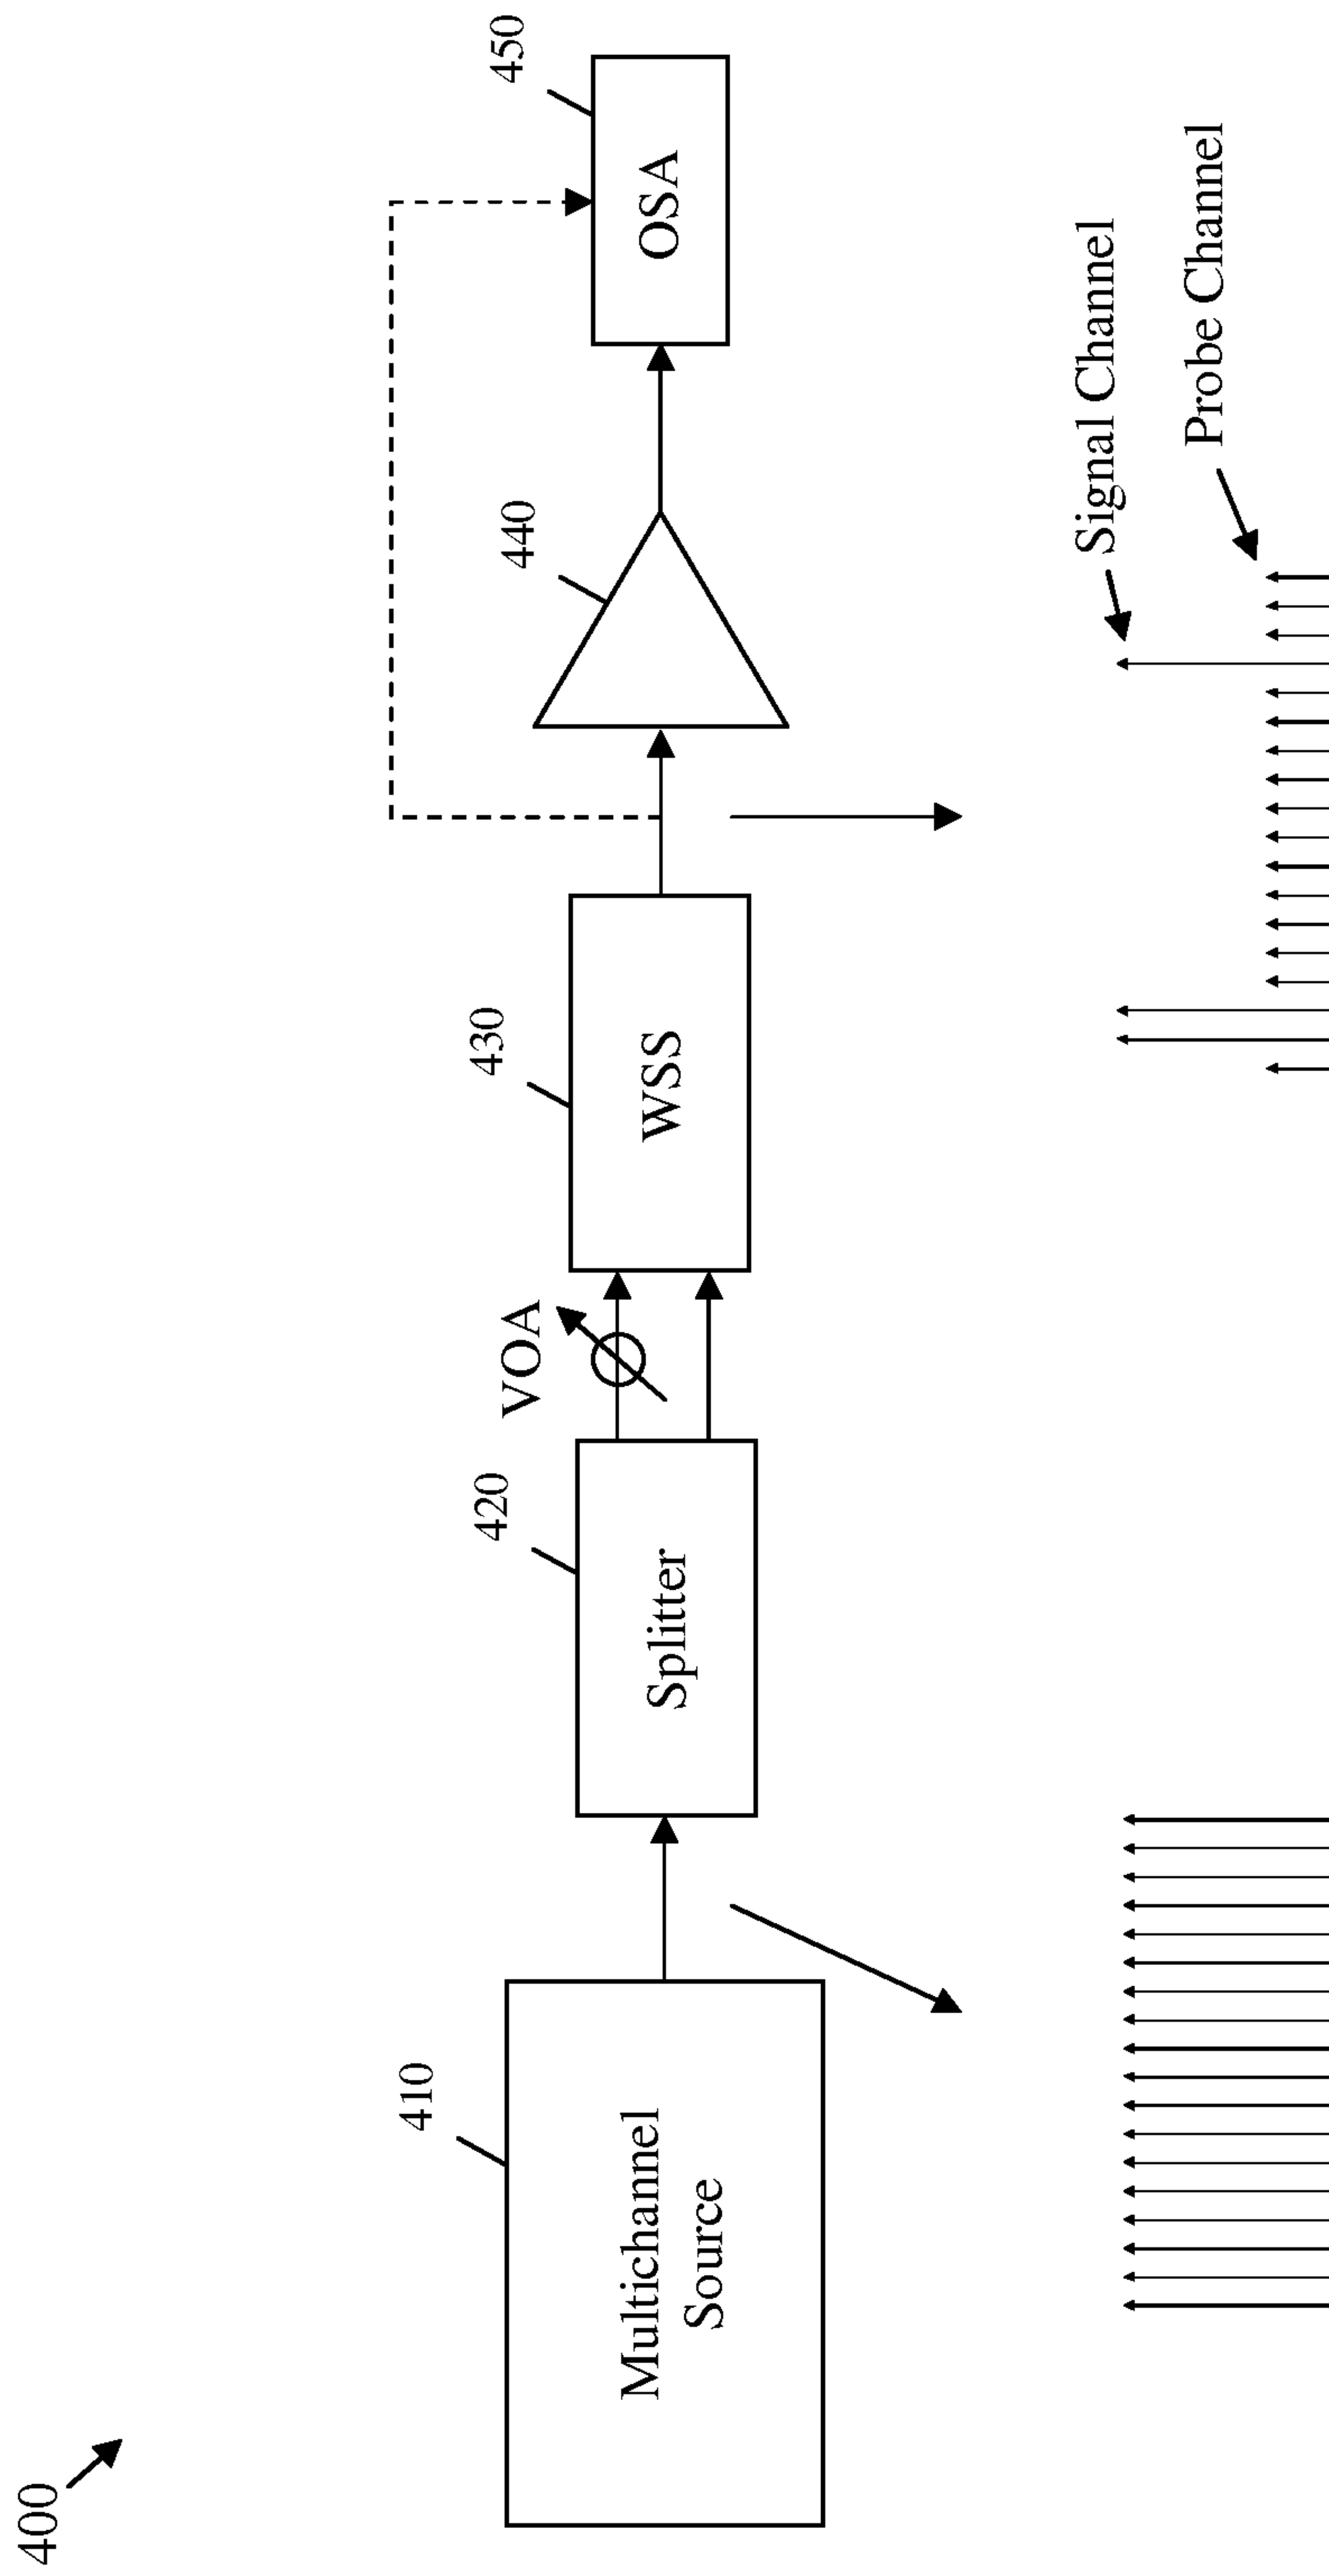 400
410
Multichannel
Source
420
Splitter
VOA
430
WSS
440
450
OSA
Signal Channel
Probe Channel